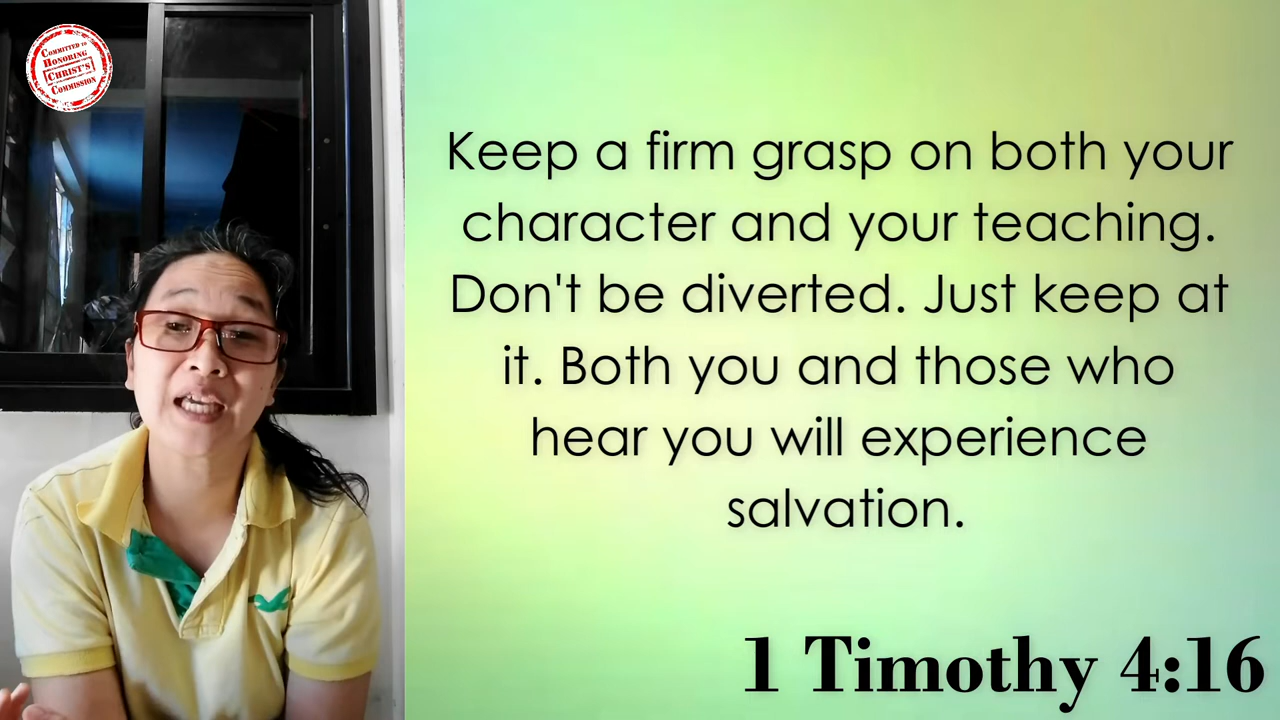 COMMITTED TO
HONORING
CHRIST'S
COMMISSION
Keep a firm grasp on both your
character and your teaching.
Don't be diverted. Just keep at
it. Both you and those who
hear you will experience
salvation.
1 Timothy 4:16